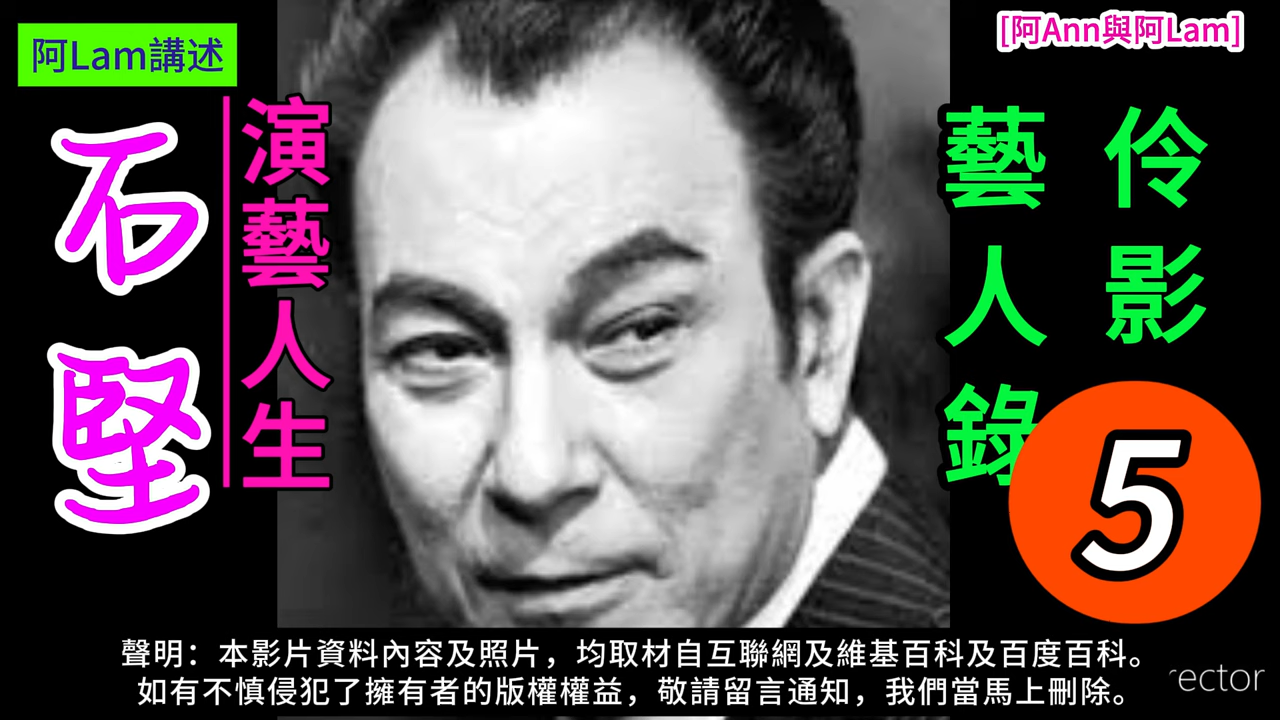 阿Lam講述
[阿Ann與阿Lam]
石堅
演藝人生
伶影
藝人錄
5
聲明：本影片資料內容及照片，均取材自互聯網及維基百科及百度百科。
如有不慎侵犯了擁有者的版權權益，敬請留言通知，我們當馬上刪除。
rector